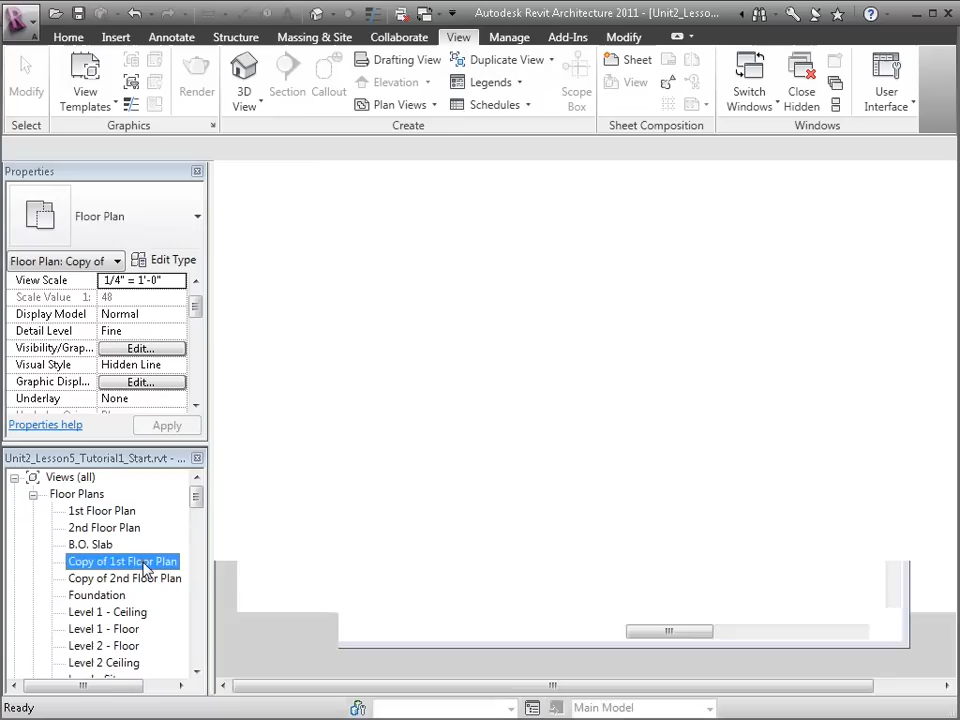 Autodesk Revit Architecture 2011 - [Unit2_Lesso...
Home Insert Annotate Structure Massing & Site Collaborate View Manage Add-Ins Modify
Modify
View
Templates
Render
3D
View
Section
Callout
Drafting View
Elevation
Plan Views
Duplicate View
Legends
Schedules
Scope
Box
Sheet
View
Switch
Windows
Close
Hidden
User
Interface
Select Graphics Create Sheet Composition Windows
Properties
Floor Plan
Floor Plan: Copy of
Edit Type
View Scale 1/4" = 1'-0"
Scale Value 1: 48
Display Model Normal
Detail Level Fine
Visibility/Grap... Edit...
Visual Style Hidden Line
Graphic Displ... Edit...
Underlay None
Properties help Apply
Unit2_Lesson5_Tutorial1_Start.rvt - ...
Views (all)
Floor Plans
1st Floor Plan
2nd Floor Plan
B.O. Slab
Copy of 1st Floor Plan
Copy of 2nd Floor Plan
Foundation
Level 1 - Ceiling
Level 1 - Floor
Level 2 - Floor
Level 2 Ceiling
Ready
Main Model